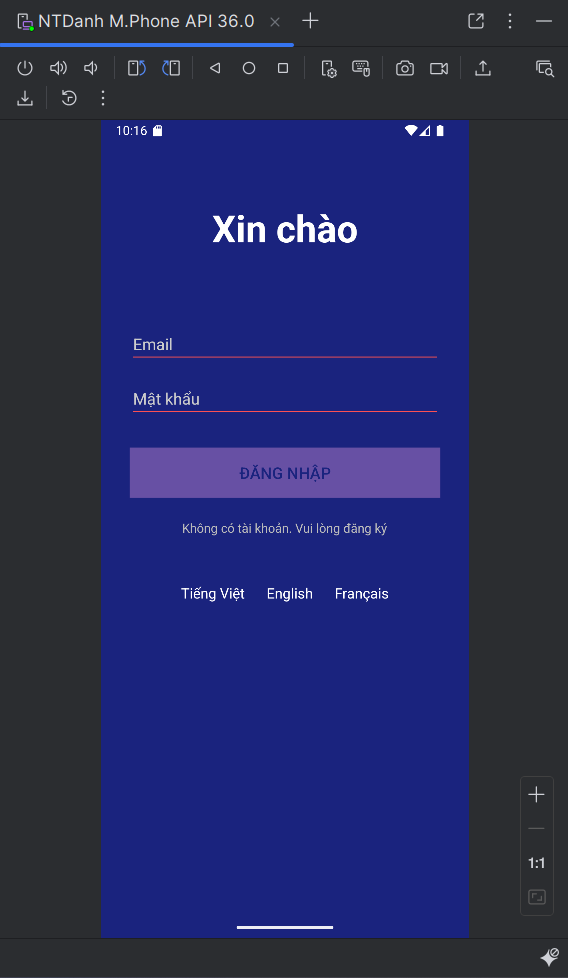 NTDanh M.Phone API 36.0
10:16
Xin chào
Email
Mật khẩu
ĐĂNG NHẬP
Không có tài khoản. Vui lòng đăng ký
Tiếng Việt English Français
1:1